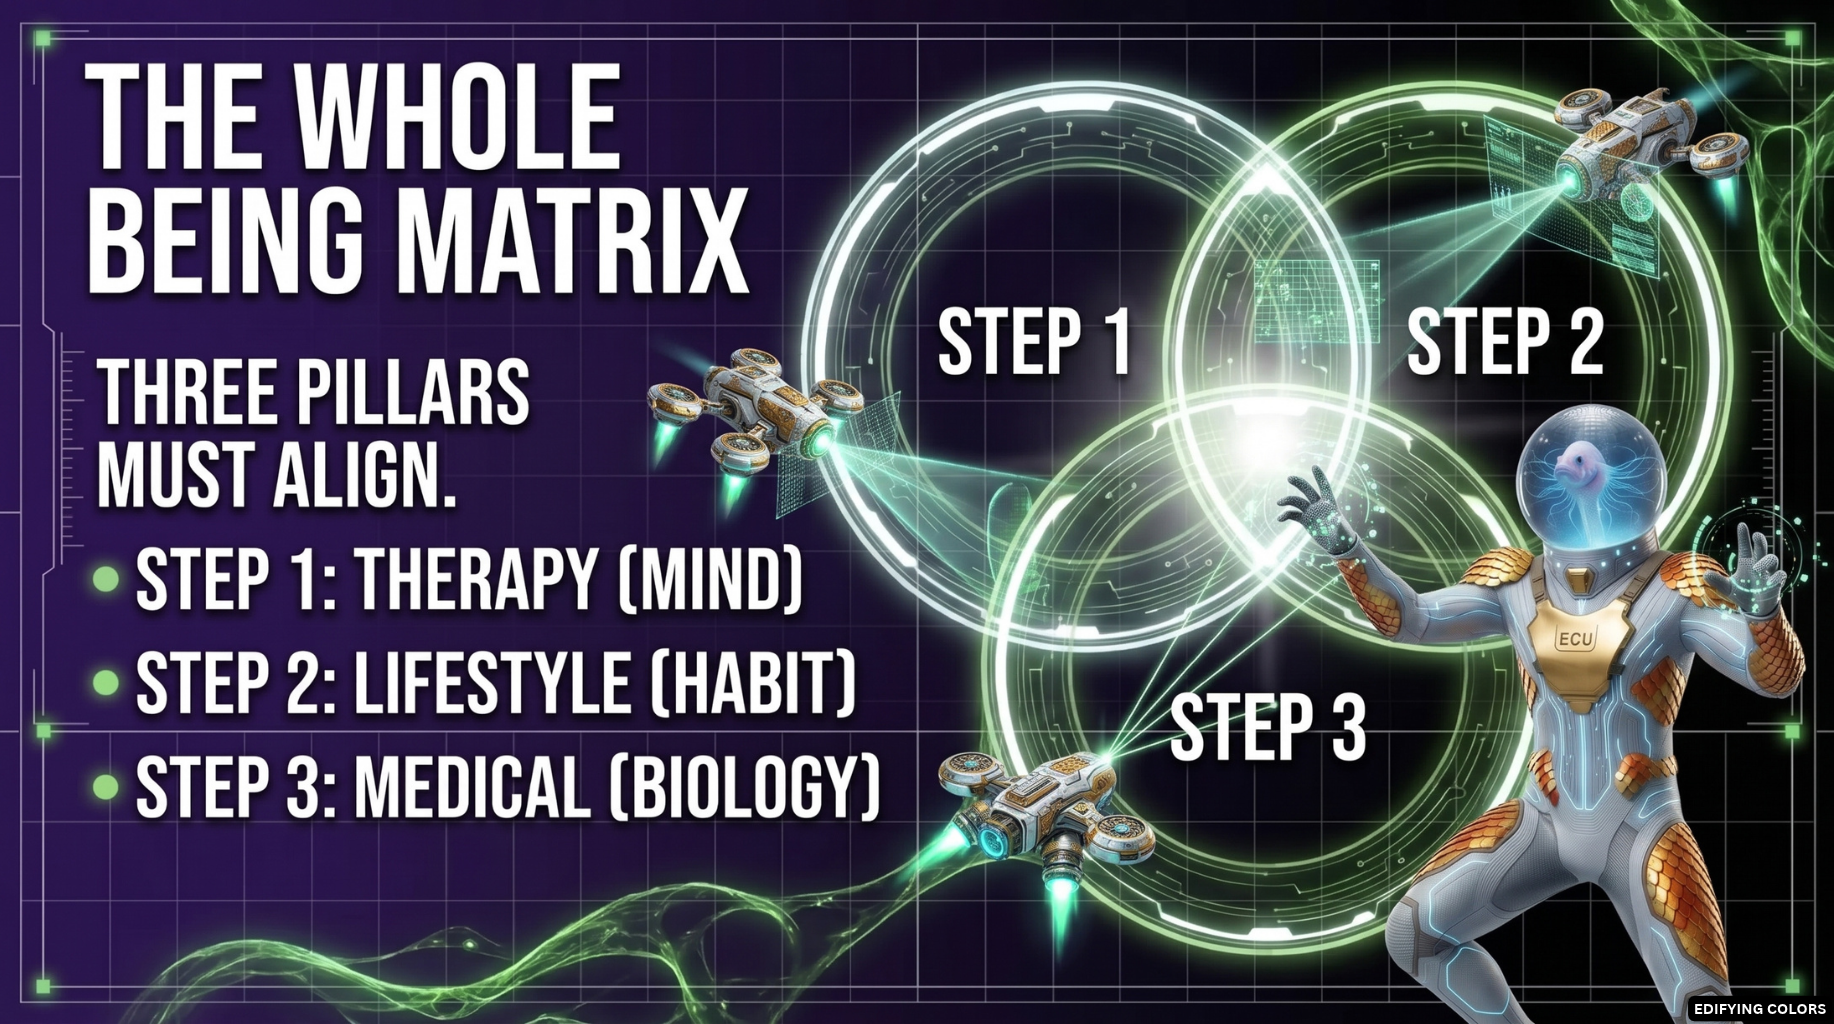 THE WHOLE
BEING MATRIX
THREE PILLARS
MUST ALIGN.
STEP 1: THERAPY (MIND)
STEP 2: LIFESTYLE (HABIT)
STEP 3: MEDICAL (BIOLOGY)
STEP 1
STEP 2
STEP 3
ECU
EDIFYING COLORS